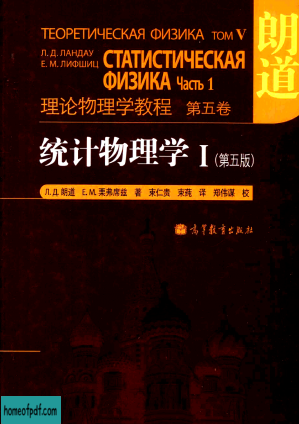 ТЕОРЕТИЧЕСКАЯ ФИЗИКА ТОМ V
Л. Д. ЛАНДАУ
Е. М. ЛИФШИЦ
СТАТИСТИЧЕСКАЯ
ФИЗИКА Часть 1
朗道
理论物理学教程 第五卷
统计物理学 I (第五版)
Л. Д. 朗道 Е. М. 栗弗席兹 著 束仁贵 束莼 译 郑伟谋 校
高等教育出版社
homeofpdf.com